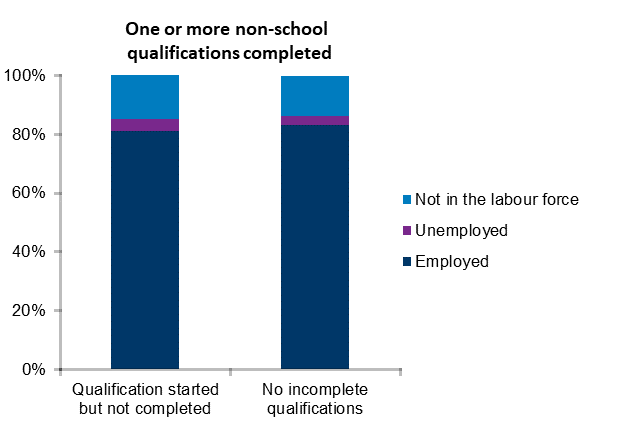 One or more non-school
qualifications completed
100%
80%
60%
40%
20%
0%
Not in the labour force
Unemployed
Employed
Qualification started
but not completed
No incomplete
qualifications